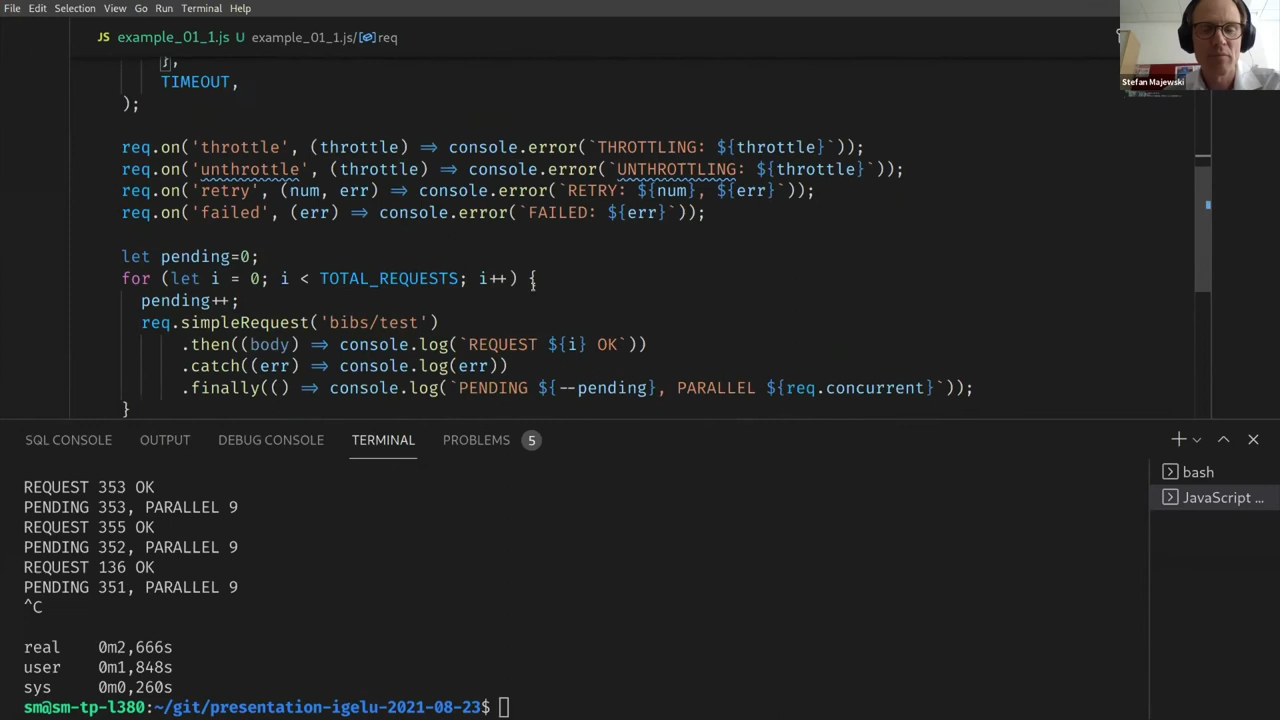 File Edit Selection View Go Run Terminal Help
JS example_01_1.js U example_01_1.js/ req
},
TIMEOUT,
);
req.on('throttle', (throttle) => console.error(`THROTTLING: ${throttle}`));
req.on('unthrottle', (throttle) => console.error(`UNTHROTTLING: ${throttle}`));
req.on('retry', (num, err) => console.error(`RETRY: ${num}, ${err}`));
req.on('failed', (err) => console.error(`FAILED: ${err}`));
let pending=0;
for (let i = 0; i < TOTAL_REQUESTS; i++) {
pending++;
req.simpleRequest('bibs/test')
.then((body) => console.log(`REQUEST ${i} OK`))
.catch((err) => console.log(err))
.finally(() => console.log(`PENDING ${--pending}, PARALLEL ${req.concurrent}`));
}
Stefan Majewski
SQL CONSOLE OUTPUT DEBUG CONSOLE TERMINAL PROBLEMS 5
REQUEST 353 OK
PENDING 353, PARALLEL 9
REQUEST 355 OK
PENDING 352, PARALLEL 9
REQUEST 136 OK
PENDING 351, PARALLEL 9
^C
real 0m2,666s
user 0m1,848s
sys 0m0,260s
sm@sm-tp-l380:~/git/presentation-igelu-2021-08-23$
bash
JavaScript ...